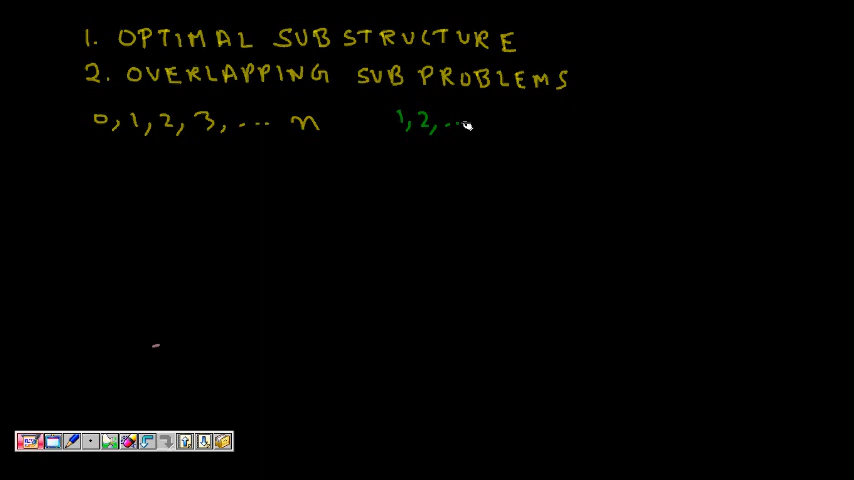 1. OPTIMAL SUBSTRUCTURE
2. OVERLAPPING SUB PROBLEMS
0, 1, 2, 3, ... n 1, 2, ...